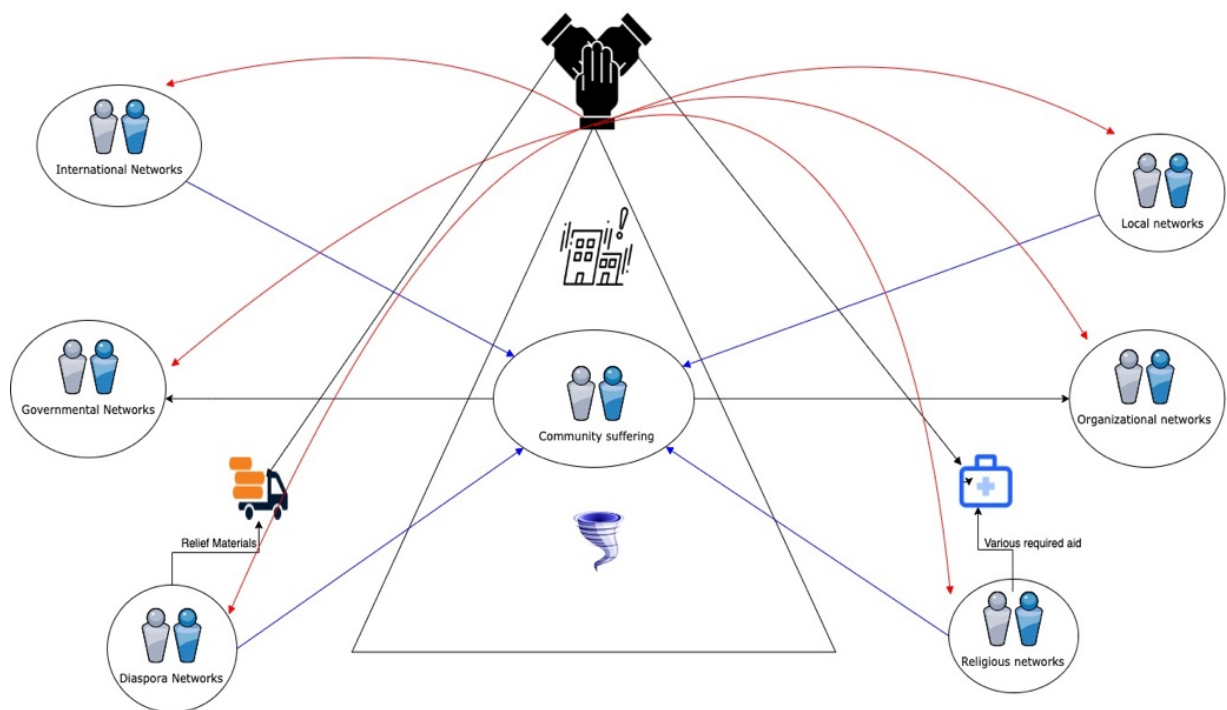 International Networks
Local networks
Governmental Networks
Community suffering
Organizational networks
Relief Materials
Various required aid
Diaspora Networks
Religious networks